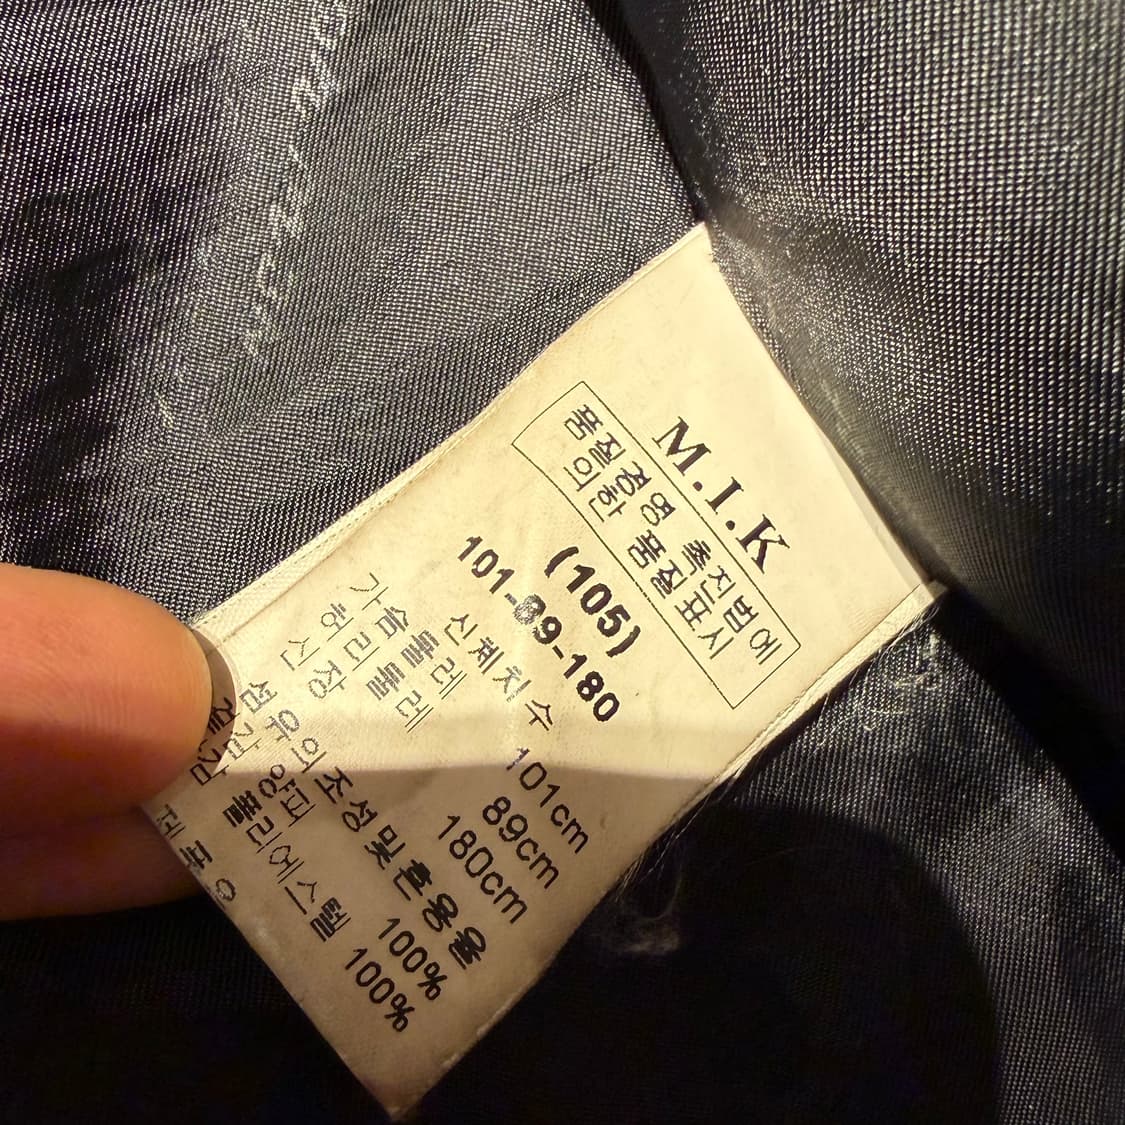 M.I.K
품질경영 촉진법에
의한 품질표시
(105)
101-89-180
신체치수
가슴둘레 101cm
허리둘레 89cm
신장 180cm
섬유의조성및혼용율
겉감 양피 100%
안감 폴리에스텔 100%